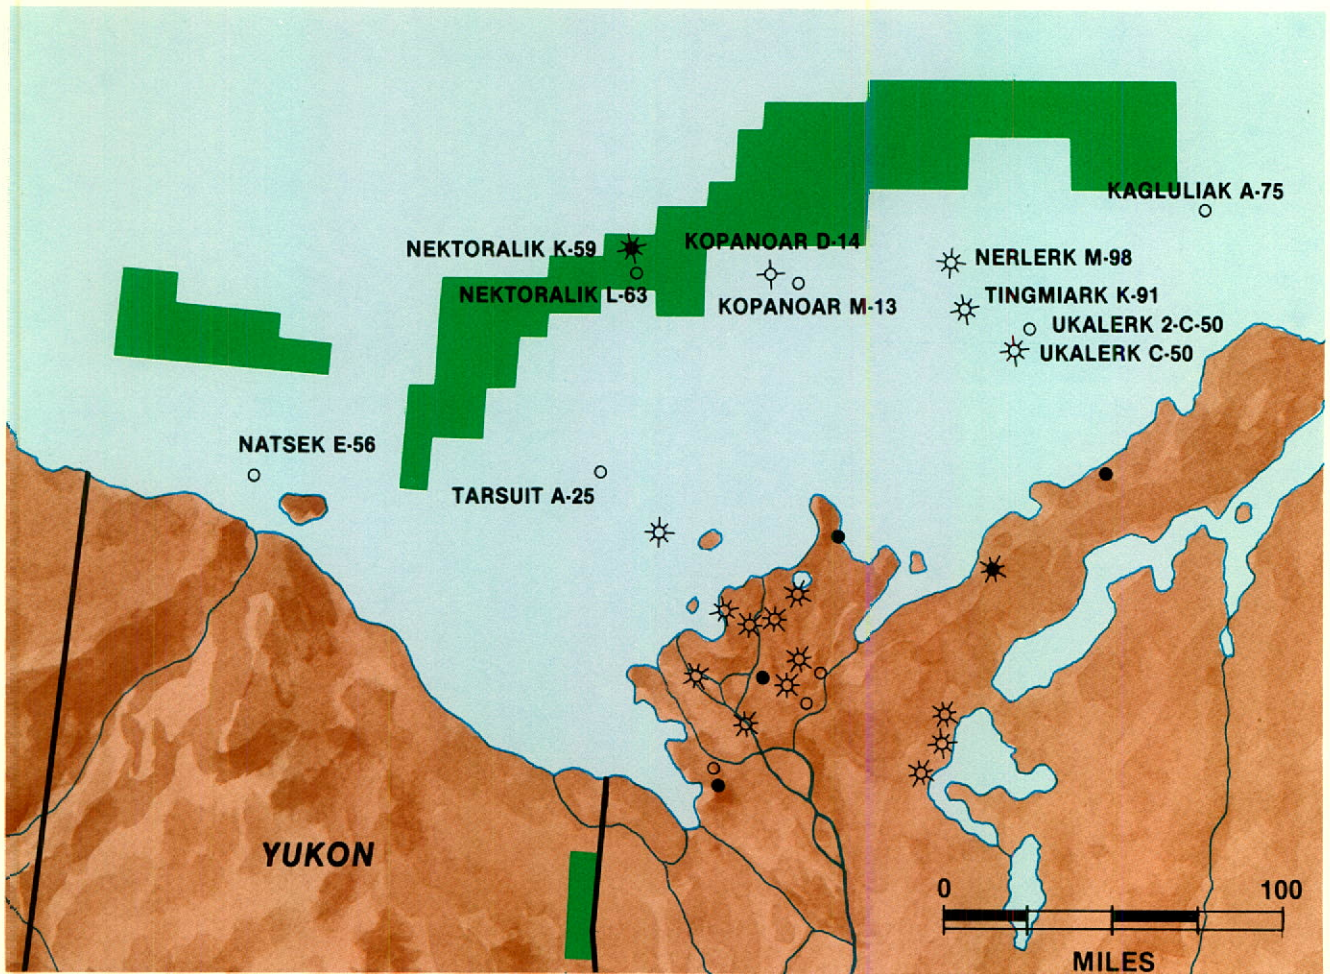 KAGLULIAK A-75
NEKTORALIK K-59
KOPANOAR D-14
NERLERK M-98
NEKTORALIK L-63
KOPANOAR M-13
TINGMIARK K-91
UKALERK 2-C-50
UKALERK C-50
NATSEK E-56
TARSUIT A-25
YUKON
0 100
MILES